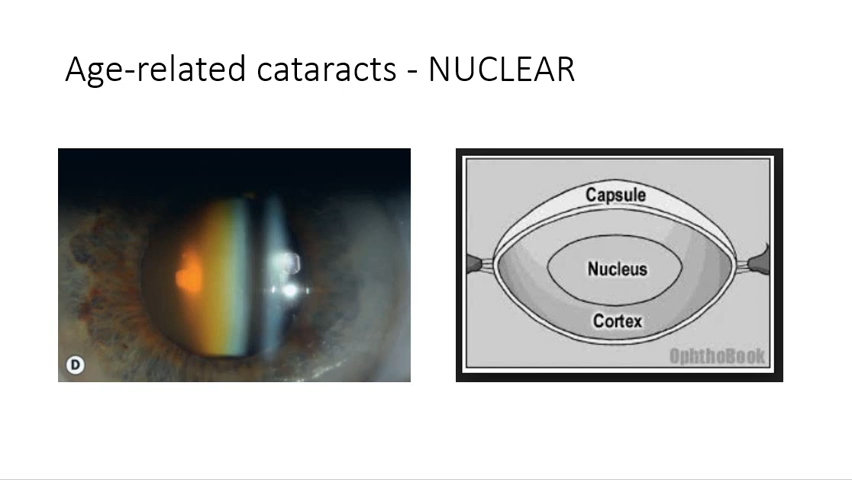 Age-related cataracts - NUCLEAR
D
Capsule
Nucleus
Cortex
OphthoBook